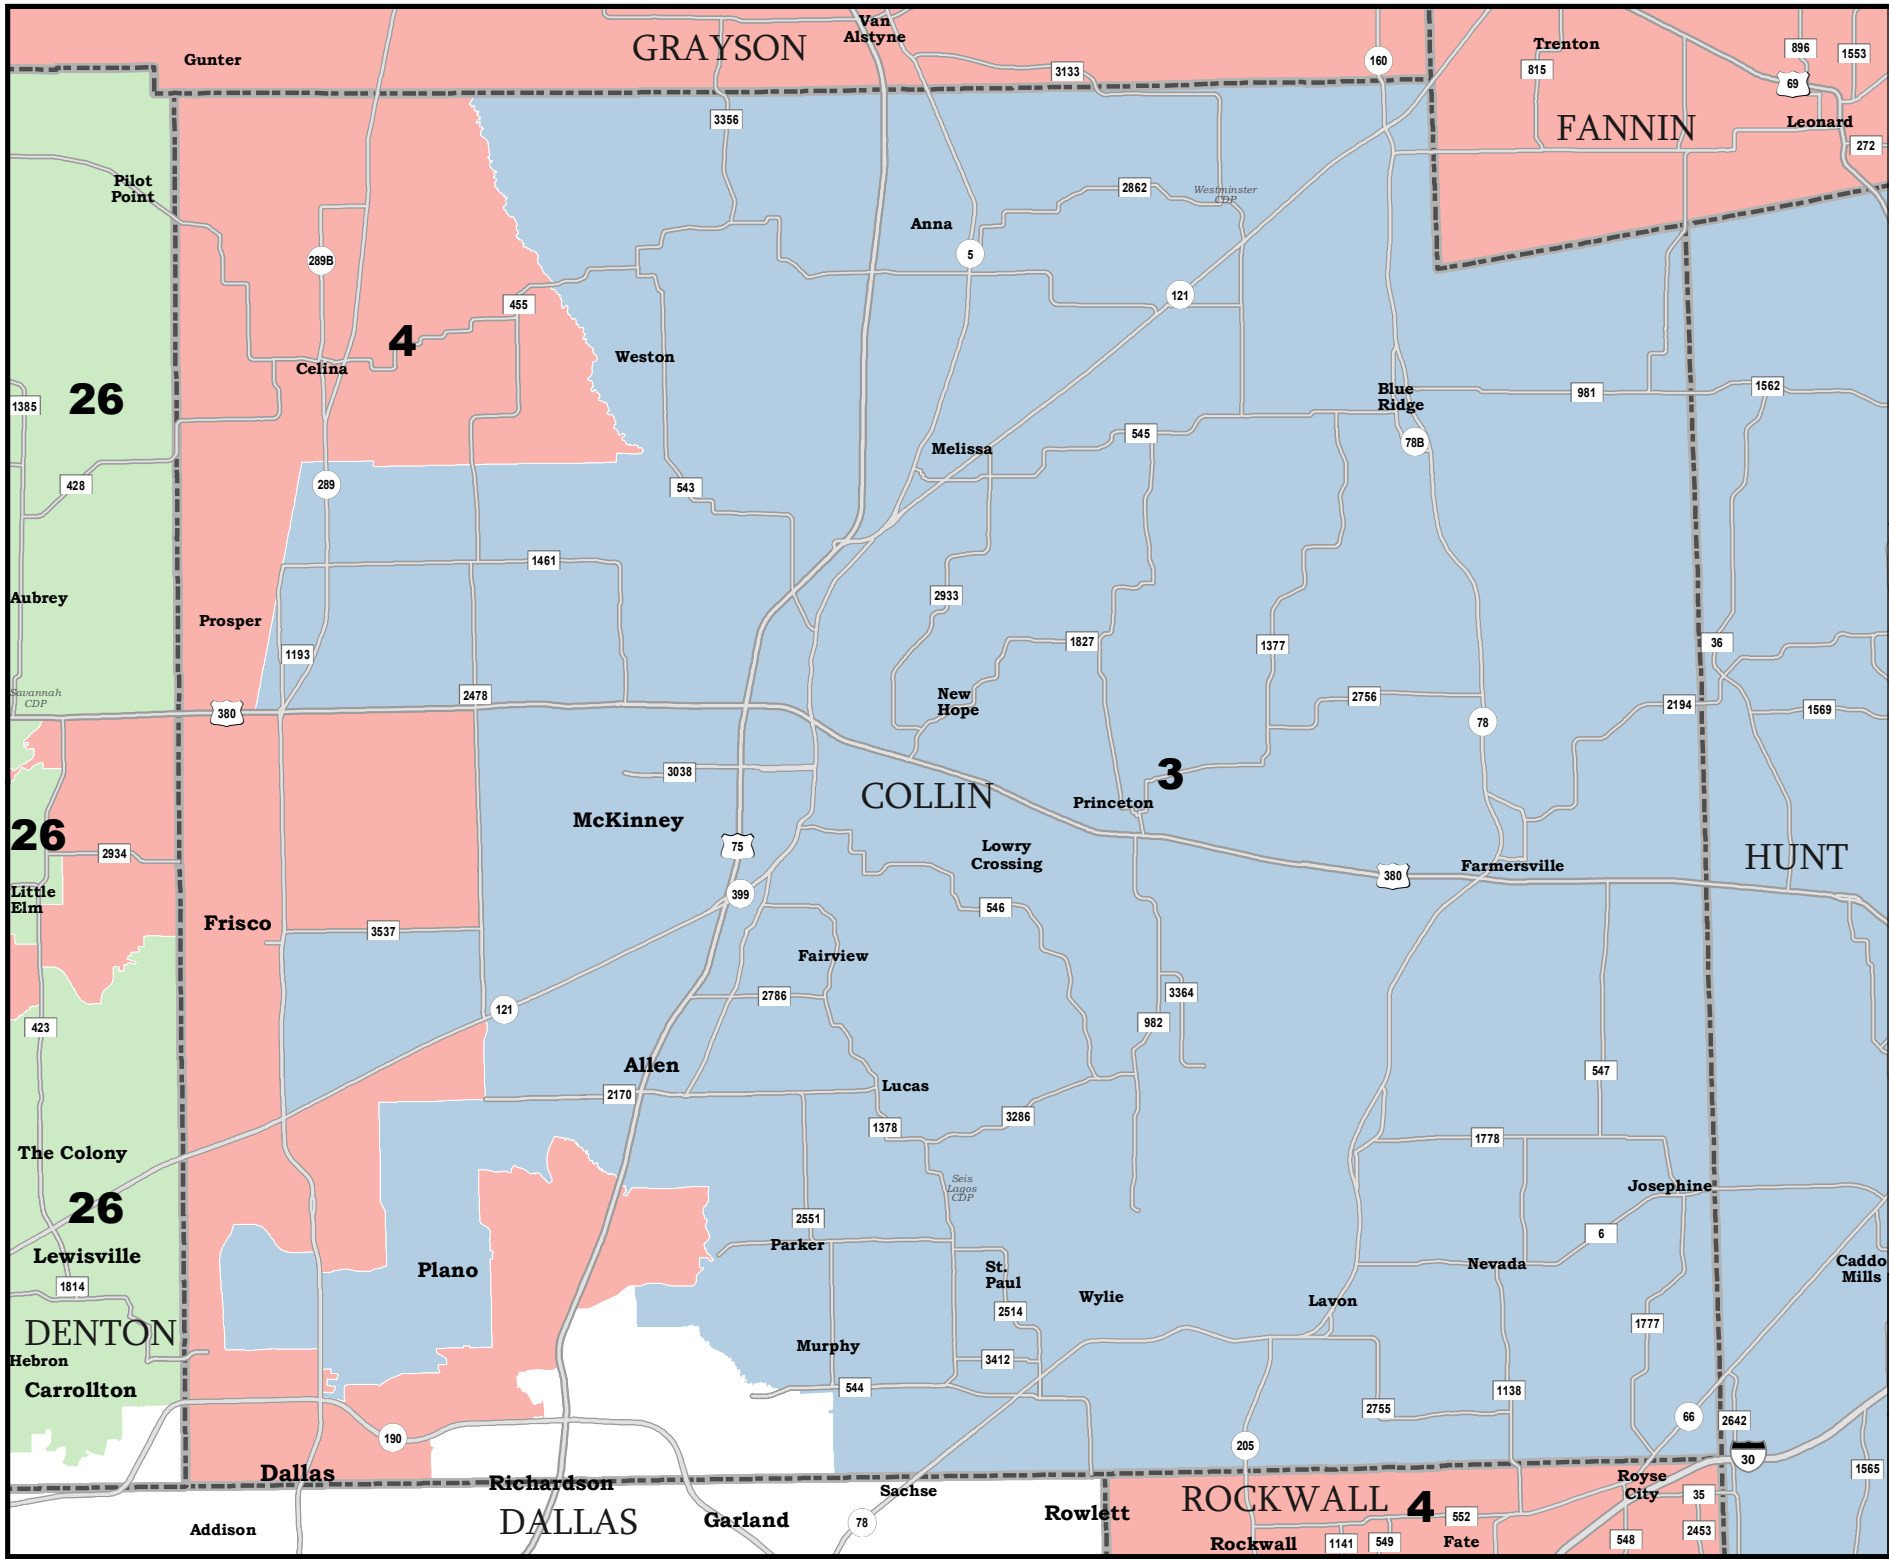 Van
Alstyne
GRAYSON
Gunter
3133
160
Trenton
815
896
1553
69
Leonard
FANNIN
272
3356
Pilot
Point
2862
Westminster
CDP
Anna
5
289B
121
455
4
Weston
Celina
26
1385
Blue
Ridge
981
1562
545
78B
Melissa
428
289
543
1461
Aubrey
2933
Prosper
1827
1377
36
1193
Savannah
CDP
2478
New
Hope
2756
2194
1569
380
78
3038
3
COLLIN
Princeton
McKinney
26
75
2934
Lowry
Crossing
HUNT
Farmersville
380
Little
Elm
399
546
Frisco
3537
Fairview
2786
3364
121
982
423
Allen
2170
Lucas
547
3286
1378
1778
The Colony
Seis
Lagos
CDP
Josephine
26
2551
Parker
6
Lewisville
Plano
St.
Paul
Nevada
Caddo
Mills
1814
Wylie
Lavon
2514
1777
DENTON
Murphy
Hebron
3412
Carrollton
544
1138
2755
66
2642
190
205
30
Dallas
Richardson
Sachse
Royse
City
1565
DALLAS
Garland
Rowlett
ROCKWALL
4
35
552
Addison
78
2453
Rockwall
1141
549
Fate
548